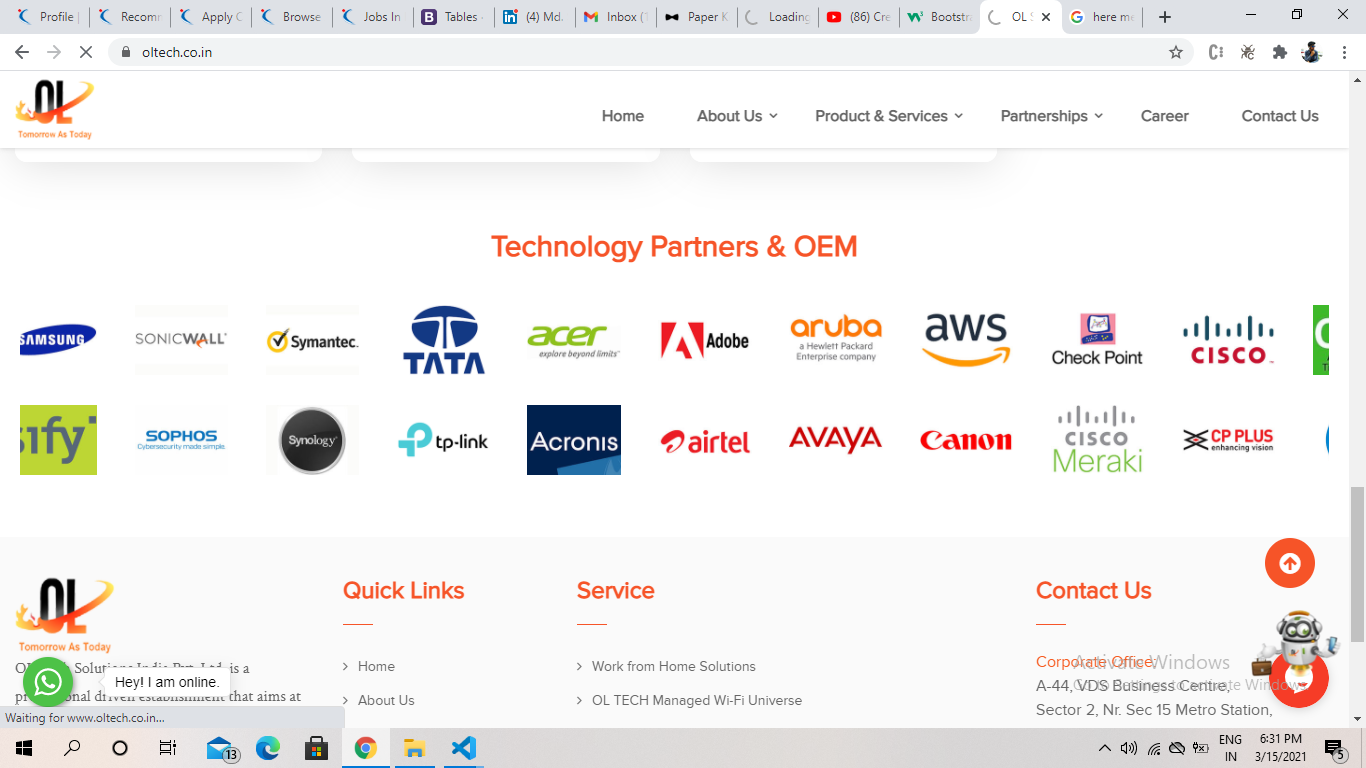 Profile
Recomm
Apply C
Browse
Jobs In
Tables
(4) Md.
Inbox (1
Paper K
Loading
(86) Cre
Bootstra
OL S
here me
oltech.co.in
OL
Tomorrow As Today
Home
About Us
Product & Services
Partnerships
Career
Contact Us
Technology Partners & OEM
SAMSUNG
SONICWALL
Symantec.
TATA
acer
explore beyond limits™
Adobe
aruba
a Hewlett Packard
Enterprise company
aws
Check Point
CISCO
sify
SOPHOS
Cybersecurity made simple.
Synology
tp-link
Acronis
airtel
AVAYA
Canon
CISCO
Meraki
CP PLUS
enhancing vision
OL
Tomorrow As Today
Solutions India Pvt. Ltd. is a
driven establishment that aims at
Hey! I am online.
Waiting for www.oltech.co.in...
Quick Links
Home
About Us
Service
Work from Home Solutions
OL TECH Managed Wi-Fi Universe
Contact Us
Corporate Office:
A-44, VDS Business Centre,
Sector 2, Nr. Sec 15 Metro Station,
Activate Windows
Go to Settings to activate Windows.
13
ENG
IN
6:31 PM
3/15/2021
5